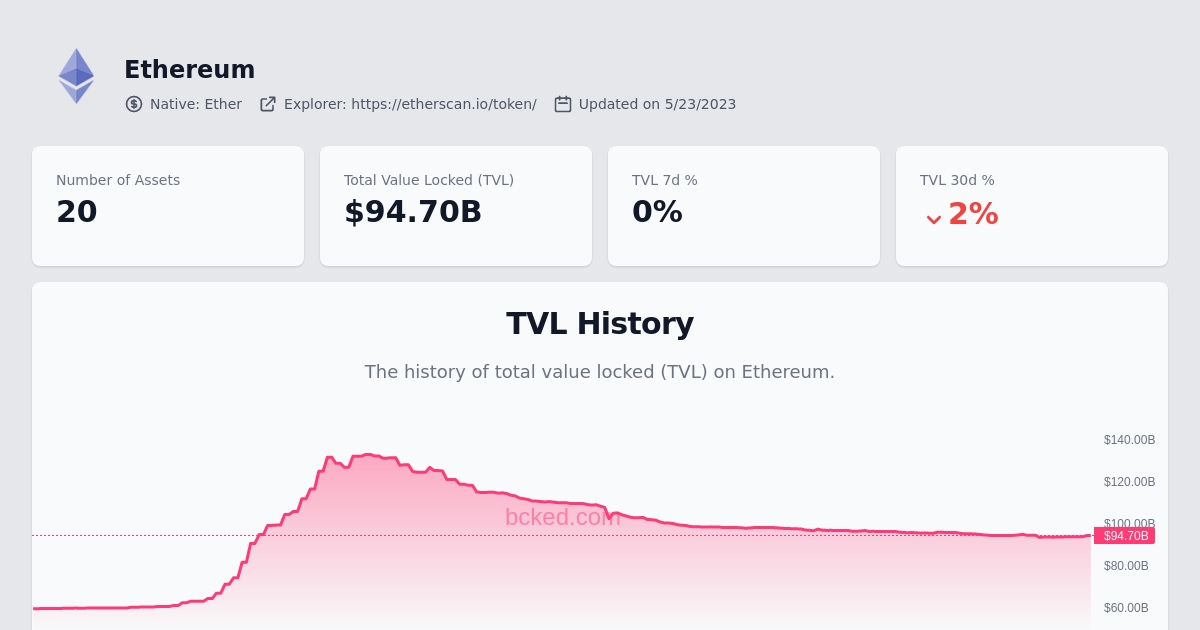 Ethereum
Native: Ether Explorer: https://etherscan.io/token/ Updated on 5/23/2023
Number of Assets
20
Total Value Locked (TVL)
$94.70B
TVL 7d %
0%
TVL 30d %
2%
TVL History
The history of total value locked (TVL) on Ethereum.
bcked.com
$140.00B
$120.00B
$100.00B
$94.70B
$80.00B
$60.00B